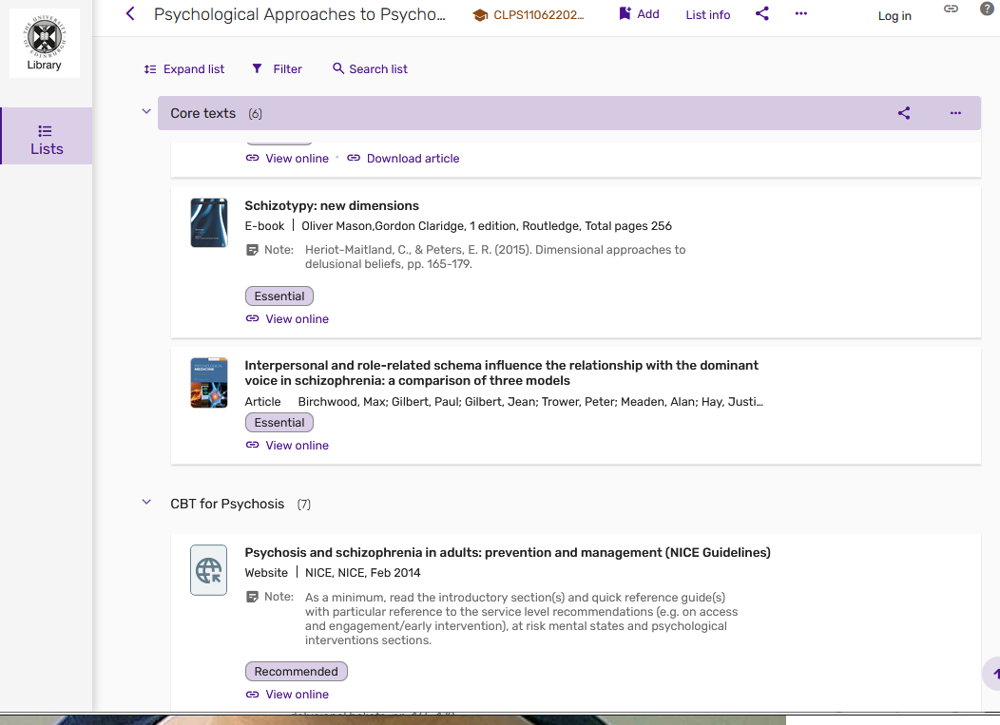 THE UNIVERSITY OF EDINBURGH
Library
Lists
Psychological Approaches to Psycho...
CLPS11062202...
Add
List info
Log in
Expand list
Filter
Search list
Core texts (6)
View online
Download article
Schizotypy: new dimensions
E-book | Oliver Mason,Gordon Claridge, 1 edition, Routledge, Total pages 256
Note: Heriot-Maitland, C., & Peters, E. R. (2015). Dimensional approaches to
delusional beliefs, pp. 165-179.
Essential
View online
PSYCHOLOGICAL
MEDICINE
Interpersonal and role-related schema influence the relationship with the dominant
voice in schizophrenia: a comparison of three models
Article Birchwood, Max; Gilbert, Paul; Gilbert, Jean; Trower, Peter; Meaden, Alan; Hay, Justi...
Essential
View online
CBT for Psychosis (7)
Psychosis and schizophrenia in adults: prevention and management (NICE Guidelines)
Website | NICE, NICE, Feb 2014
Note: As a minimum, read the introductory section(s) and quick reference guide(s)
with particular reference to the service level recommendations (e.g. on access
and engagement/early intervention), at risk mental states and psychological
interventions sections.
Recommended
View online